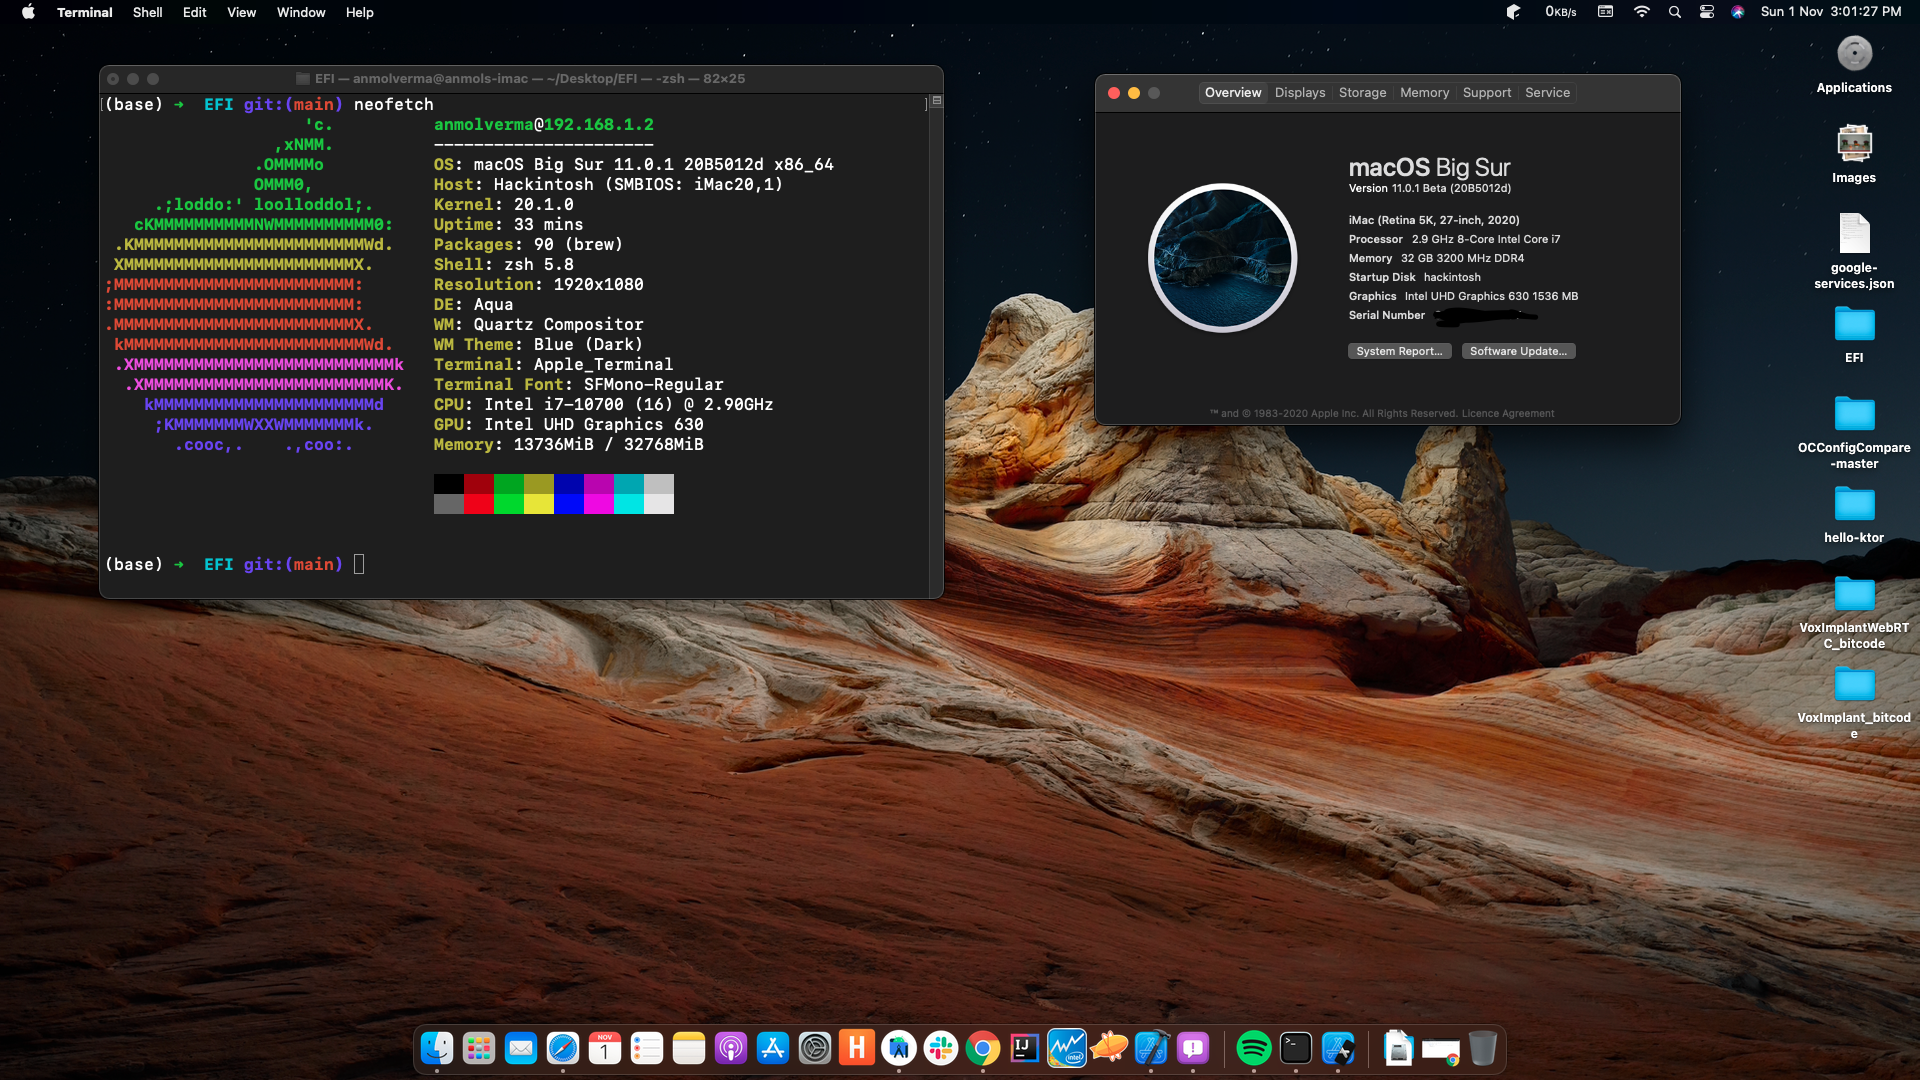 Terminal Shell Edit View Window Help
0KB/s Sun 1 Nov 3:01:27 PM
EFI — anmolverma@anmols-imac — ~/Desktop/EFI — -zsh — 82×25
(base) ➜ EFI git:(main) neofetch
'c. anmolverma@192.168.1.2
,xNMM. ----------------------
.OMMMMo OS: macOS Big Sur 11.0.1 20B5012d x86_64
OMMM0, Host: Hackintosh (SMBIOS: iMac20,1)
.;loddo:' loolloddol;. Kernel: 20.1.0
cKMMMMMMMMMMNWMMMMMMMMMM0: Uptime: 33 mins
.KMMMMMMMMMMMMMMMMMMMMMMMWd. Packages: 90 (brew)
XMMMMMMMMMMMMMMMMMMMMMMMX. Shell: zsh 5.8
;MMMMMMMMMMMMMMMMMMMMMMMM: Resolution: 1920x1080
:MMMMMMMMMMMMMMMMMMMMMMMM: DE: Aqua
.MMMMMMMMMMMMMMMMMMMMMMMMX. WM: Quartz Compositor
kMMMMMMMMMMMMMMMMMMMMMMMMWd. WM Theme: Blue (Dark)
.XMMMMMMMMMMMMMMMMMMMMMMMMMMk Terminal: Apple_Terminal
.XMMMMMMMMMMMMMMMMMMMMMMMMK. Terminal Font: SFMono-Regular
kMMMMMMMMMMMMMMMMMMMMMMd CPU: Intel i7-10700 (16) @ 2.90GHz
;KMMMMMMMWXXWMMMMMMMk. GPU: Intel UHD Graphics 630
.cooc,. .,coo:. Memory: 13736MiB / 32768MiB
(base) ➜ EFI git:(main)
Overview Displays Storage Memory Support Service
macOS Big Sur
Version 11.0.1 Beta (20B5012d)
iMac (Retina 5K, 27-inch, 2020)
Processor 2.9 GHz 8-Core Intel Core i7
Memory 32 GB 3200 MHz DDR4
Startup Disk hackintosh
Graphics Intel UHD Graphics 630 1536 MB
Serial Number
System Report... Software Update...
™ and © 1983-2020 Apple Inc. All Rights Reserved. Licence Agreement
Applications
Images
google-
services.json
EFI
OCConfigCompare
-master
hello-ktor
VoxImplantWebRT
C_bitcode
VoxImplant_bitcod
e
NOV
1
H
IJ
intel
>_